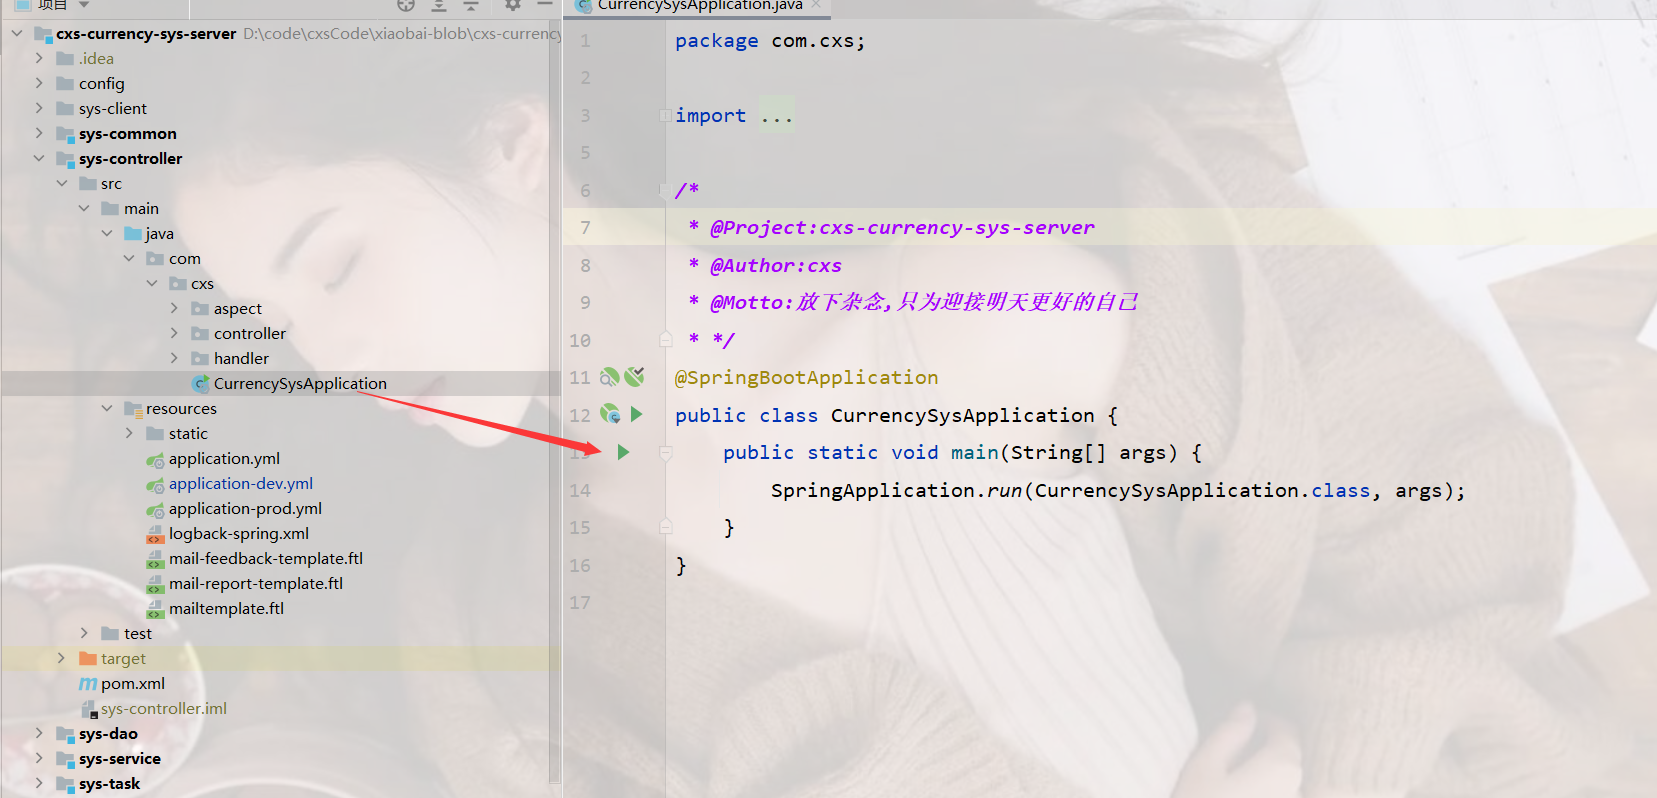 项目
cxs-currency-sys-server D:\code\cxsCode\xiaobai-blob\cxs-currency
.idea
config
sys-client
sys-common
sys-controller
src
main
java
com
cxs
aspect
controller
handler
CurrencySysApplication
resources
static
application.yml
application-dev.yml
application-prod.yml
logback-spring.xml
mail-feedback-template.ftl
mail-report-template.ftl
mailtemplate.ftl
test
target
pom.xml
sys-controller.iml
sys-dao
sys-service
sys-task
CurrencySysApplication.java
1 package com.cxs;
2
3 import ...
5
6 /*
7 * @Project:cxs-currency-sys-server
8 * @Author:cxs
9 * @Motto:放下杂念,只为迎接明天更好的自己
10 * */
11 @SpringBootApplication
12 public class CurrencySysApplication {
13 public static void main(String[] args) {
14 SpringApplication.run(CurrencySysApplication.class, args);
15 }
16 }
17